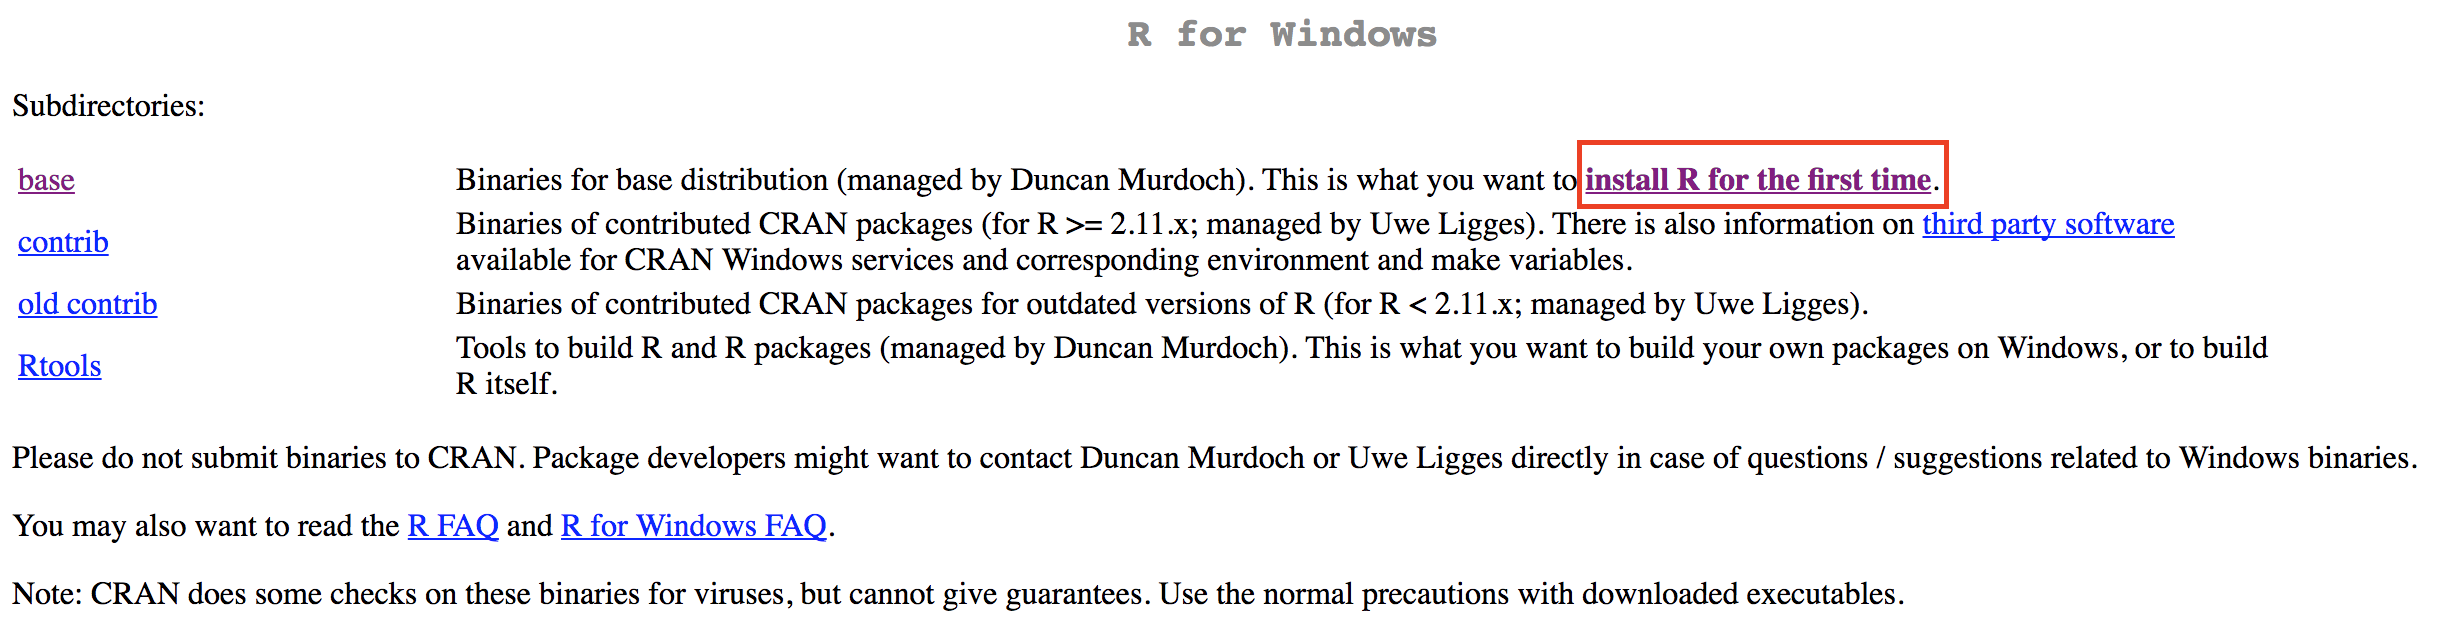 R for Windows
Subdirectories:
base
Binaries for base distribution (managed by Duncan Murdoch). This is what you want to install R for the first time.
contrib
Binaries of contributed CRAN packages (for R >= 2.11.x; managed by Uwe Ligges). There is also information on third party software
available for CRAN Windows services and corresponding environment and make variables.
old contrib
Binaries of contributed CRAN packages for outdated versions of R (for R < 2.11.x; managed by Uwe Ligges).
Rtools
Tools to build R and R packages (managed by Duncan Murdoch). This is what you want to build your own packages on Windows, or to build
R itself.
Please do not submit binaries to CRAN. Package developers might want to contact Duncan Murdoch or Uwe Ligges directly in case of questions / suggestions related to Windows binaries.
You may also want to read the R FAQ and R for Windows FAQ.
Note: CRAN does some checks on these binaries for viruses, but cannot give guarantees. Use the normal precautions with downloaded executables.